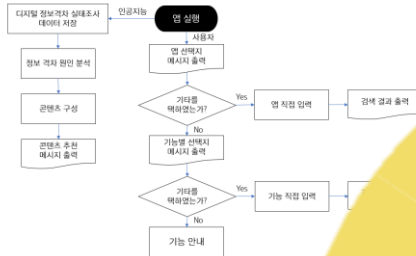 디지털 정보격차 실태조사
데이터 저장
인공지능
앱 실행
사용자
정보 격차 원인 분석
앱 선택지
메시지 출력
콘텐츠 구성
기타를
택하였는가?
Yes
앱 직접 입력
검색 결과 출력
No
콘텐츠 추천
메시지 출력
기능별 선택지
메시지 출력
기타를
택하였는가?
Yes
기능 직접 입력
No
기능 안내